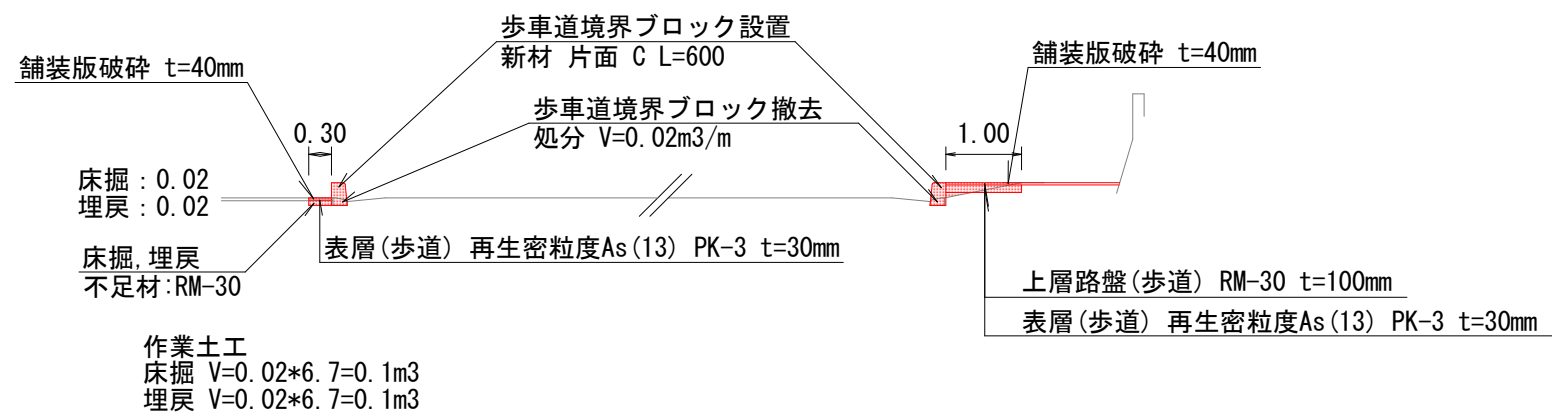 歩車道境界ブロック設置
新材 片面 C L=600
舗装版破砕 t=40mm
舗装版破砕 t=40mm
歩車道境界ブロック撤去
処分 V=0.02m3/m
0.30
1.00
床掘：0.02
埋戻：0.02
表層(歩道) 再生密粒度As(13) PK-3 t=30mm
床掘,埋戻
不足材:RM-30
上層路盤(歩道) RM-30 t=100mm
表層(歩道) 再生密粒度As(13) PK-3 t=30mm
作業土工
床掘 V=0.02*6.7=0.1m3
埋戻 V=0.02*6.7=0.1m3